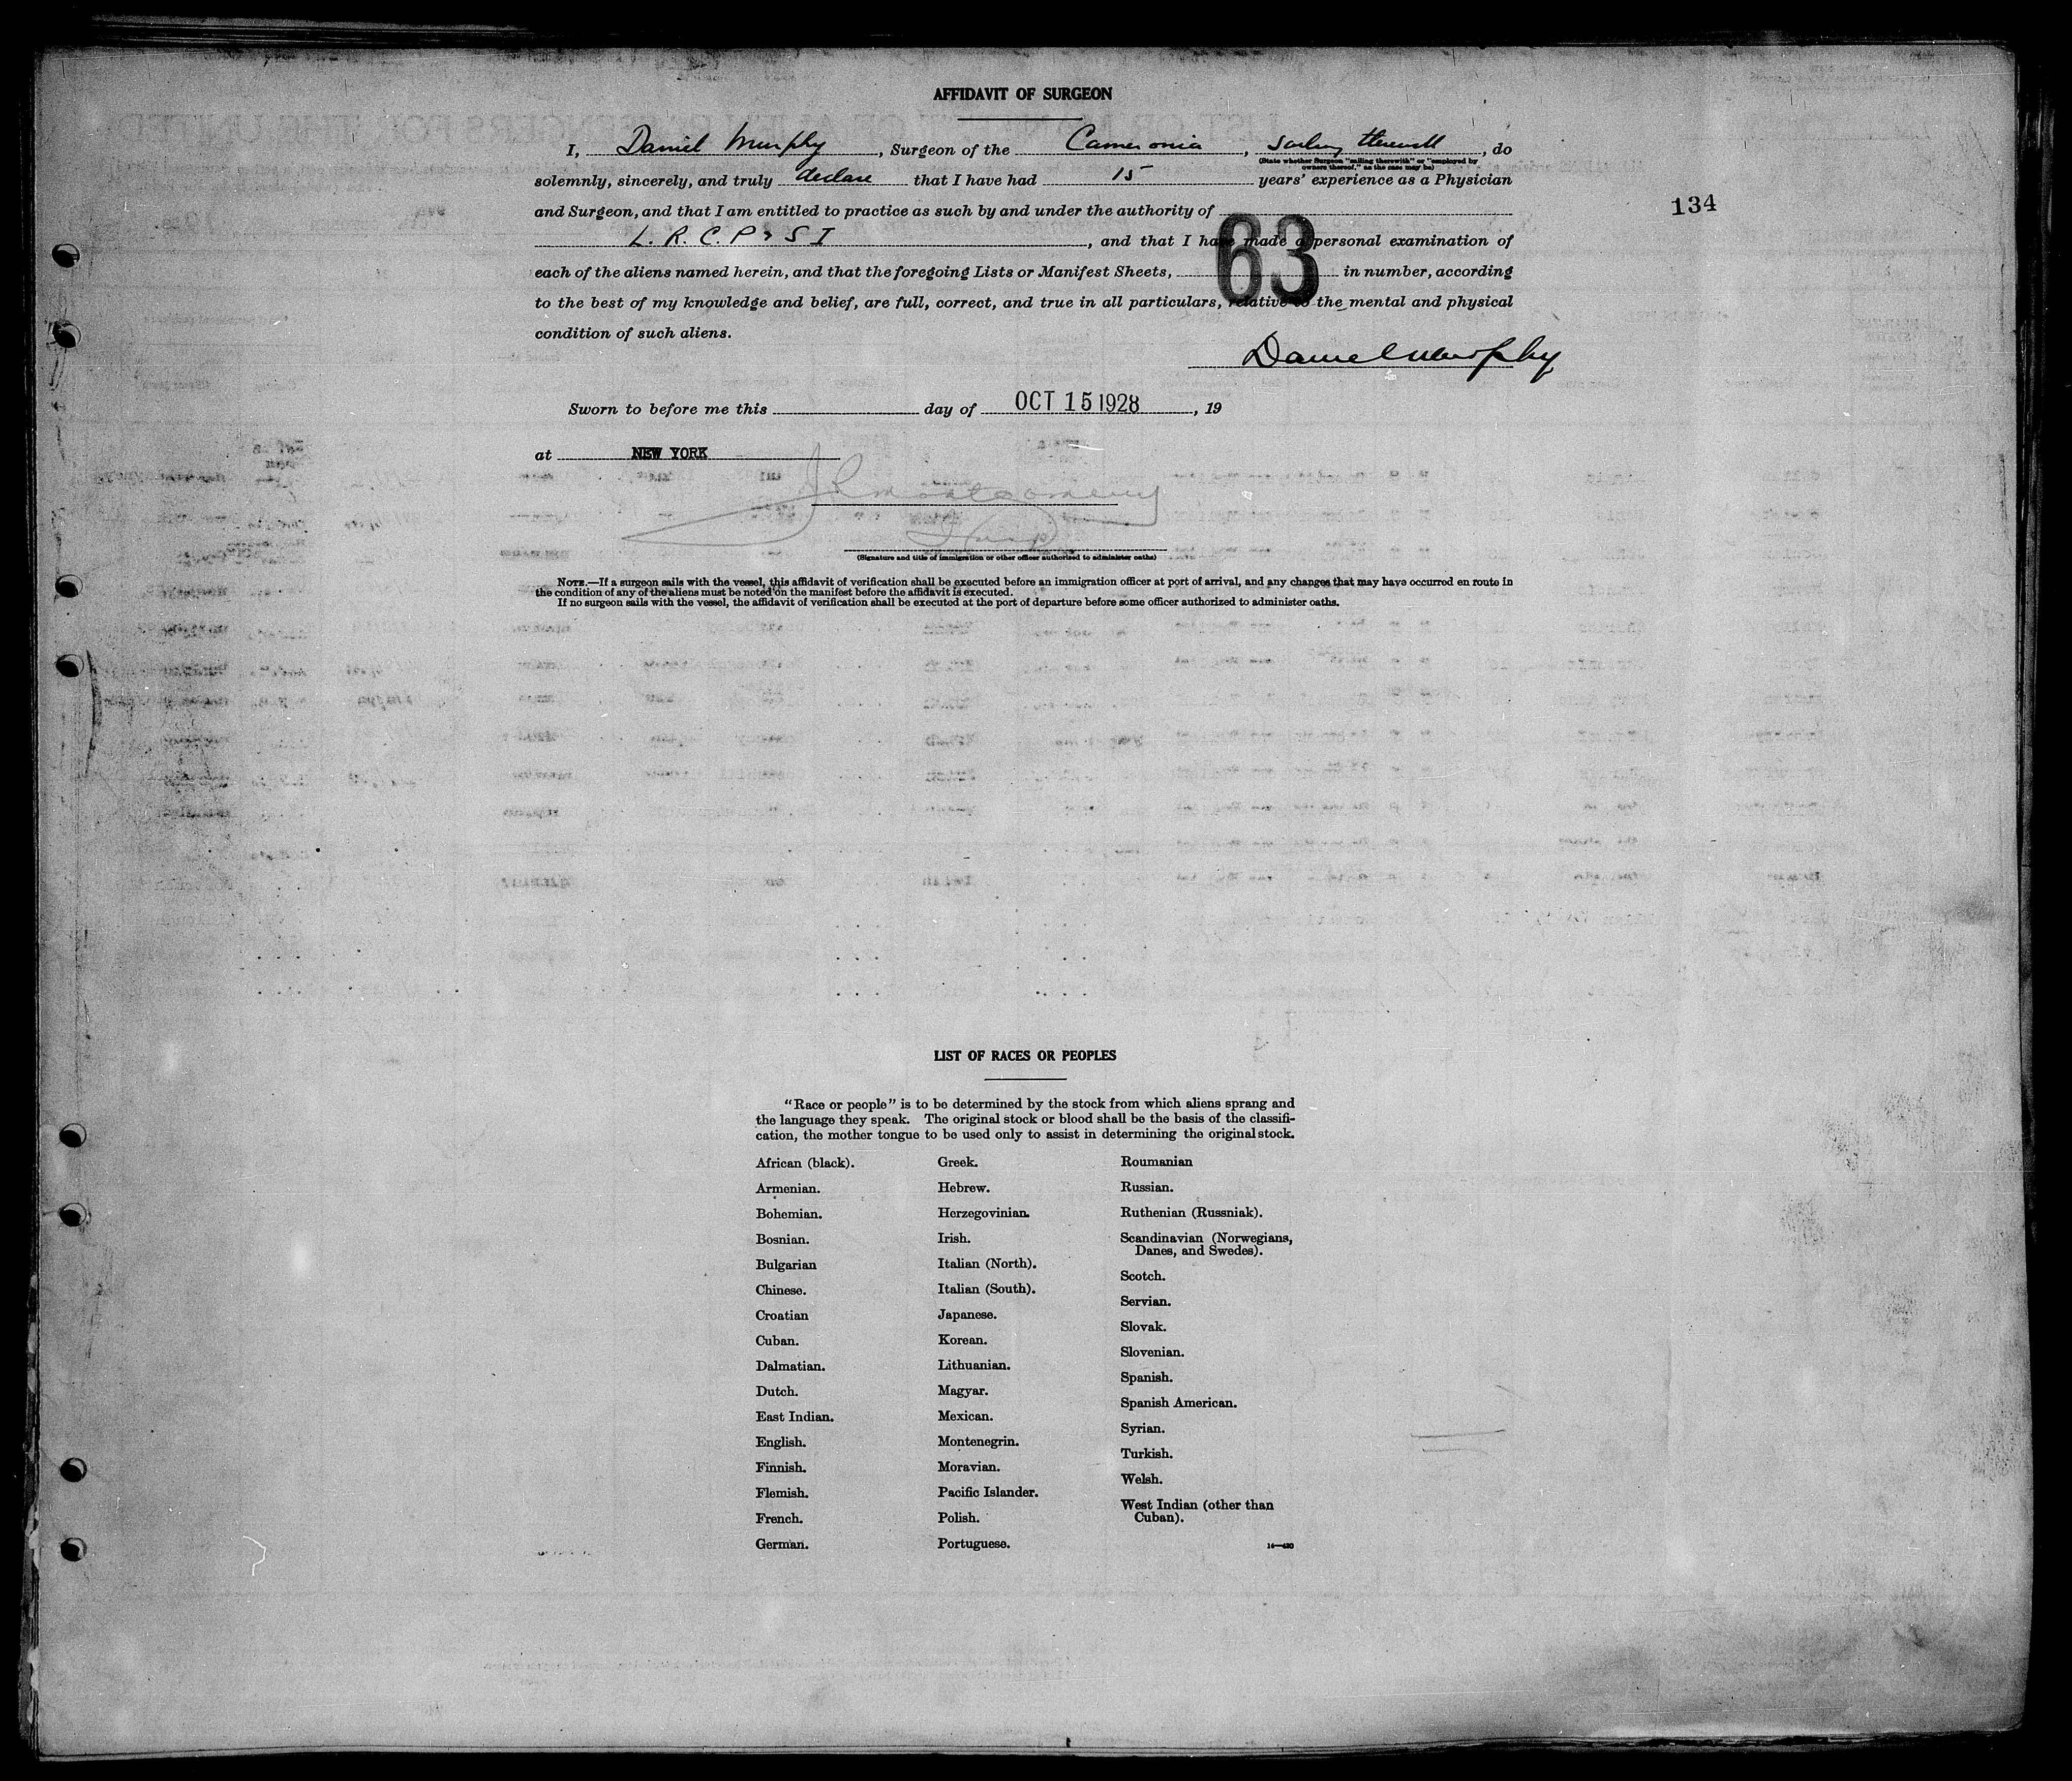 AFFIDAVIT OF SURGEON
I, Daniel Murphy, Surgeon of the Cameronia, Sailing therewith, do
(State whether Surgeon "sailing therewith" or "employed by
owners thereof," as the case may be)
solemnly, sincerely, and truly declare that I have had 15 years' experience as a Physician
134
and Surgeon, and that I am entitled to practice as such by and under the authority of
L. R. C. P & S I, and that I have made a personal examination of
63
each of the aliens named herein, and that the foregoing Lists or Manifest Sheets, in number, according
to the best of my knowledge and belief, are full, correct, and true in all particulars, relative to the mental and physical
condition of such aliens.
Daniel Murphy
Sworn to before me this day of OCT 15 1928, 19
at NEW YORK
J R Montgomery
(Signature and title of immigration or other officer authorized to administer oaths)
NOTE.—If a surgeon sails with the vessel, this affidavit of verification shall be executed before an immigration officer at port of arrival, and any changes that may have occurred en route in
the condition of any of the aliens must be noted on the manifest before the affidavit is executed.
If no surgeon sails with the vessel, the affidavit of verification shall be executed at the port of departure before some officer authorized to administer oaths.
LIST OF RACES OR PEOPLES
"Race or people" is to be determined by the stock from which aliens sprang and
the language they speak. The original stock or blood shall be the basis of the classifi-
cation, the mother tongue to be used only to assist in determining the original stock.
African (black).
Armenian.
Bohemian.
Bosnian.
Bulgarian
Chinese.
Croatian
Cuban.
Dalmatian.
Dutch.
East Indian.
English.
Finnish.
Flemish.
French.
German.
Greek.
Hebrew.
Herzegovinian.
Irish.
Italian (North).
Italian (South).
Japanese.
Korean.
Lithuanian.
Magyar.
Mexican.
Montenegrin.
Moravian.
Pacific Islander.
Polish.
Portuguese.
Roumanian
Russian.
Ruthenian (Russniak).
Scandinavian (Norwegians,
Danes, and Swedes).
Scotch.
Servian.
Slovak.
Slovenian.
Spanish.
Spanish American.
Syrian.
Turkish.
Welsh.
West Indian (other than
Cuban).
14—430